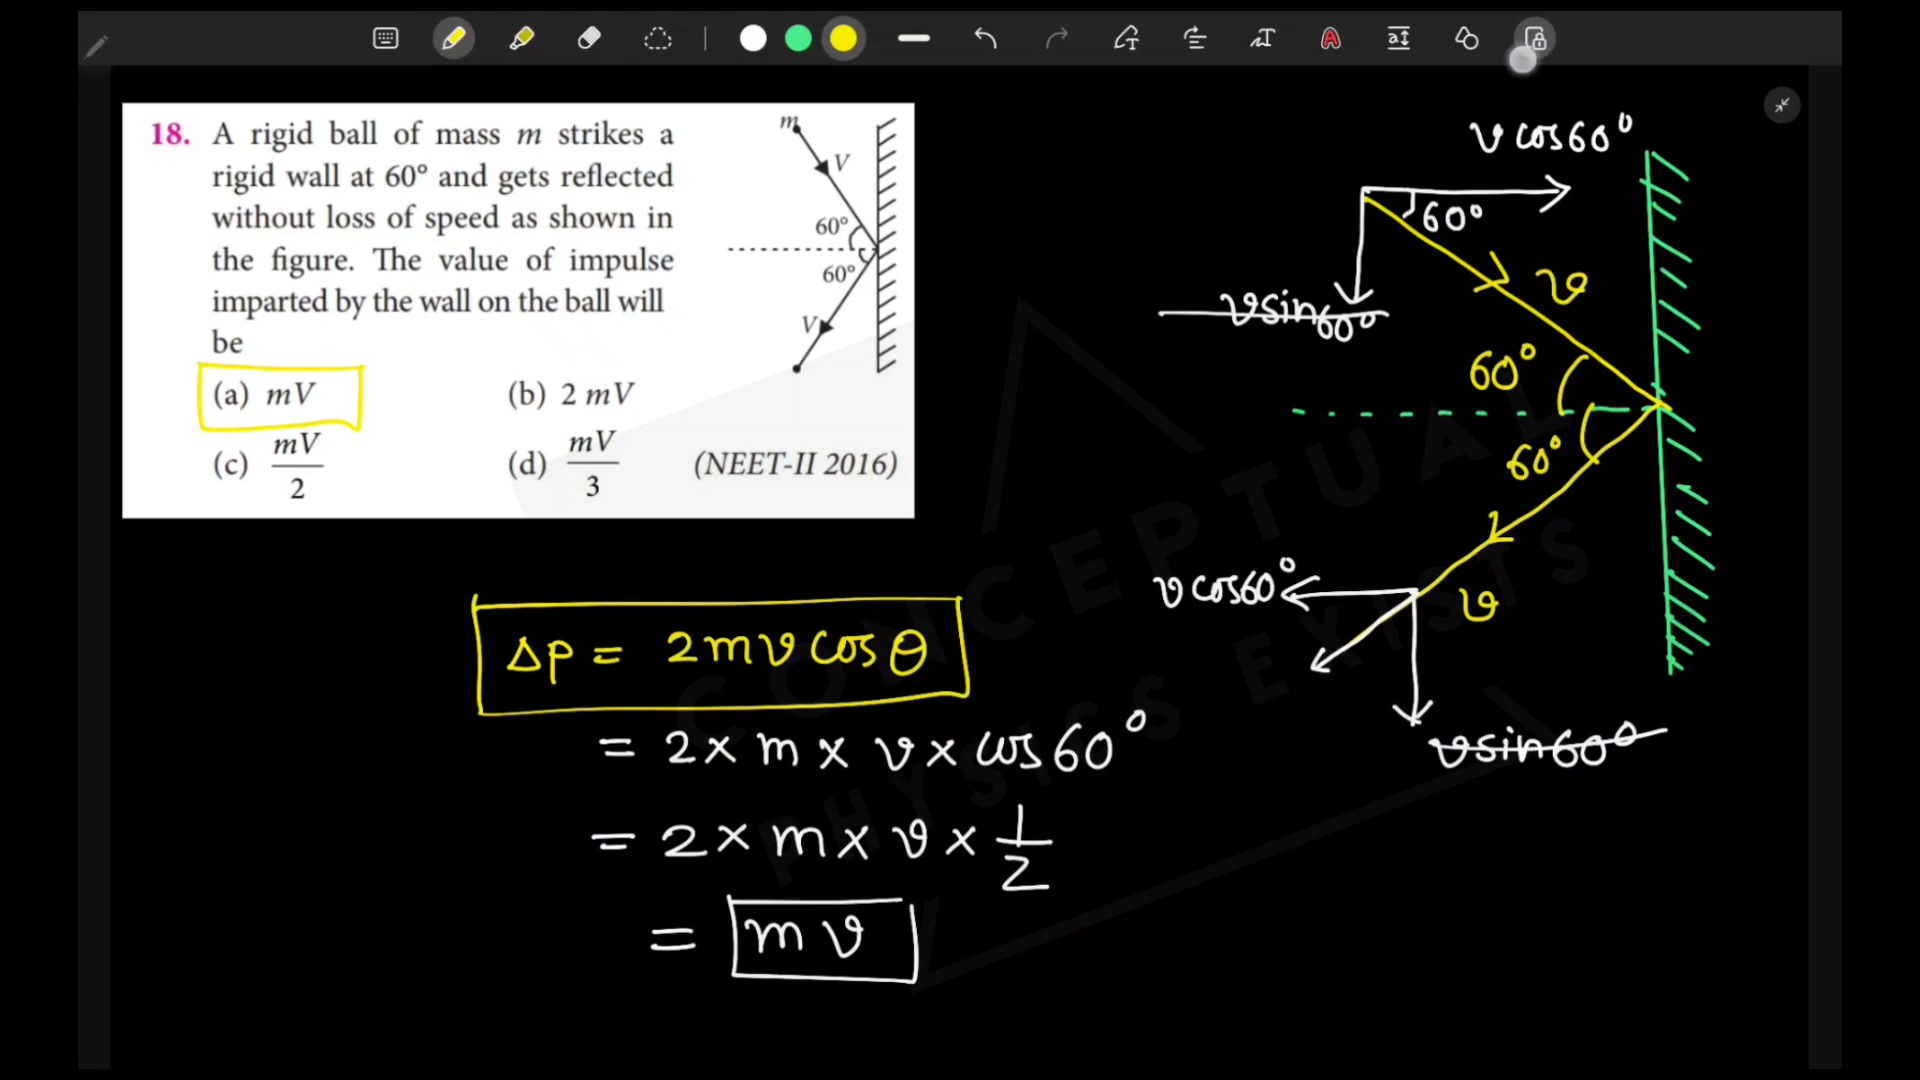 18. A rigid ball of mass m strikes a
rigid wall at 60° and gets reflected
without loss of speed as shown in
the figure. The value of impulse
imparted by the wall on the ball will
be
(a) mV
(b) 2 mV
(c) mV/2
(d) mV/3
(NEET-II 2016)
m
V
60°
60°
V
v cos60°
60°
v
vsin60°
60°
60°
v cos60°
v
vsin60°
Δp = 2mv cos θ
= 2 × m × v × cos 60°
= 2 × m × v × 1/2
= m v
CONCEPTUAL
PHYSICS EXISTS